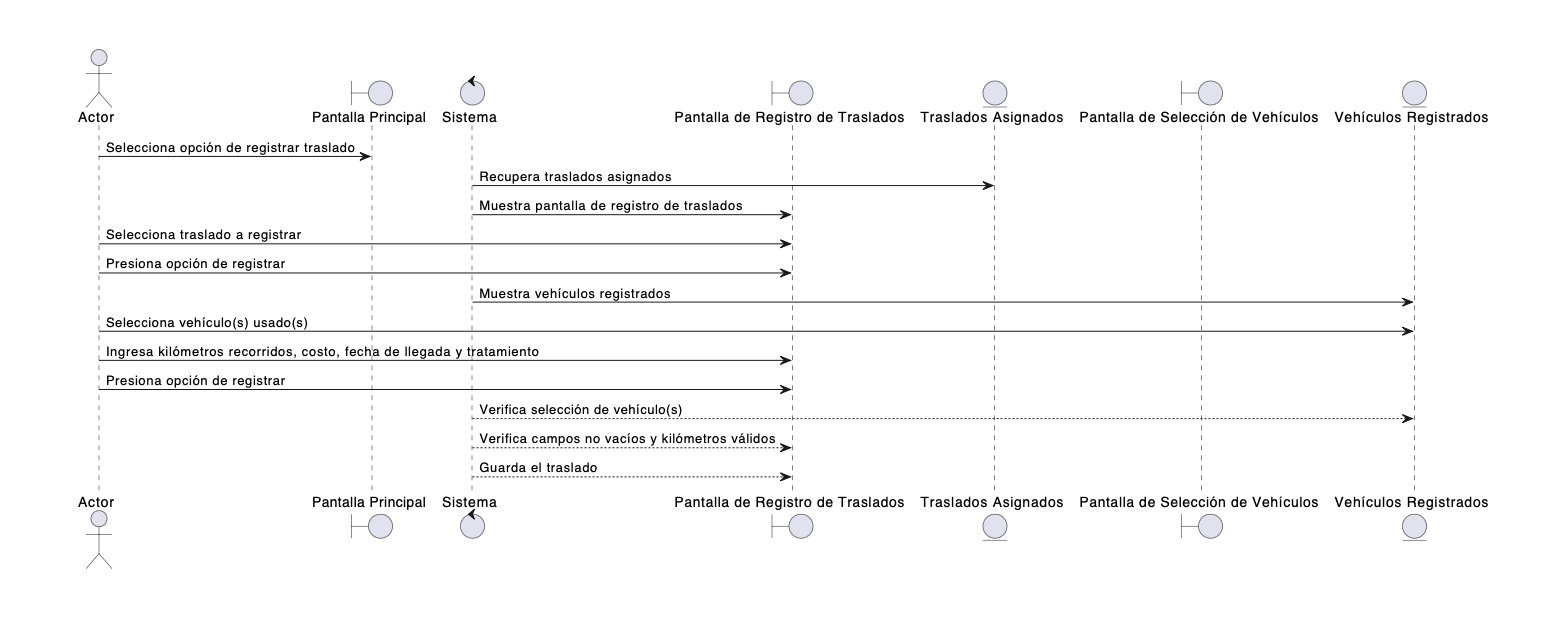 Actor
Pantalla Principal
Sistema
Pantalla de Registro de Traslados
Traslados Asignados
Pantalla de Selección de Vehículos
Vehículos Registrados
Selecciona opción de registrar traslado
Recupera traslados asignados
Muestra pantalla de registro de traslados
Selecciona traslado a registrar
Presiona opción de registrar
Muestra vehículos registrados
Selecciona vehículo(s) usado(s)
Ingresa kilómetros recorridos, costo, fecha de llegada y tratamiento
Presiona opción de registrar
Verifica selección de vehículo(s)
Verifica campos no vacíos y kilómetros válidos
Guarda el traslado
Actor
Pantalla Principal
Sistema
Pantalla de Registro de Traslados
Traslados Asignados
Pantalla de Selección de Vehículos
Vehículos Registrados